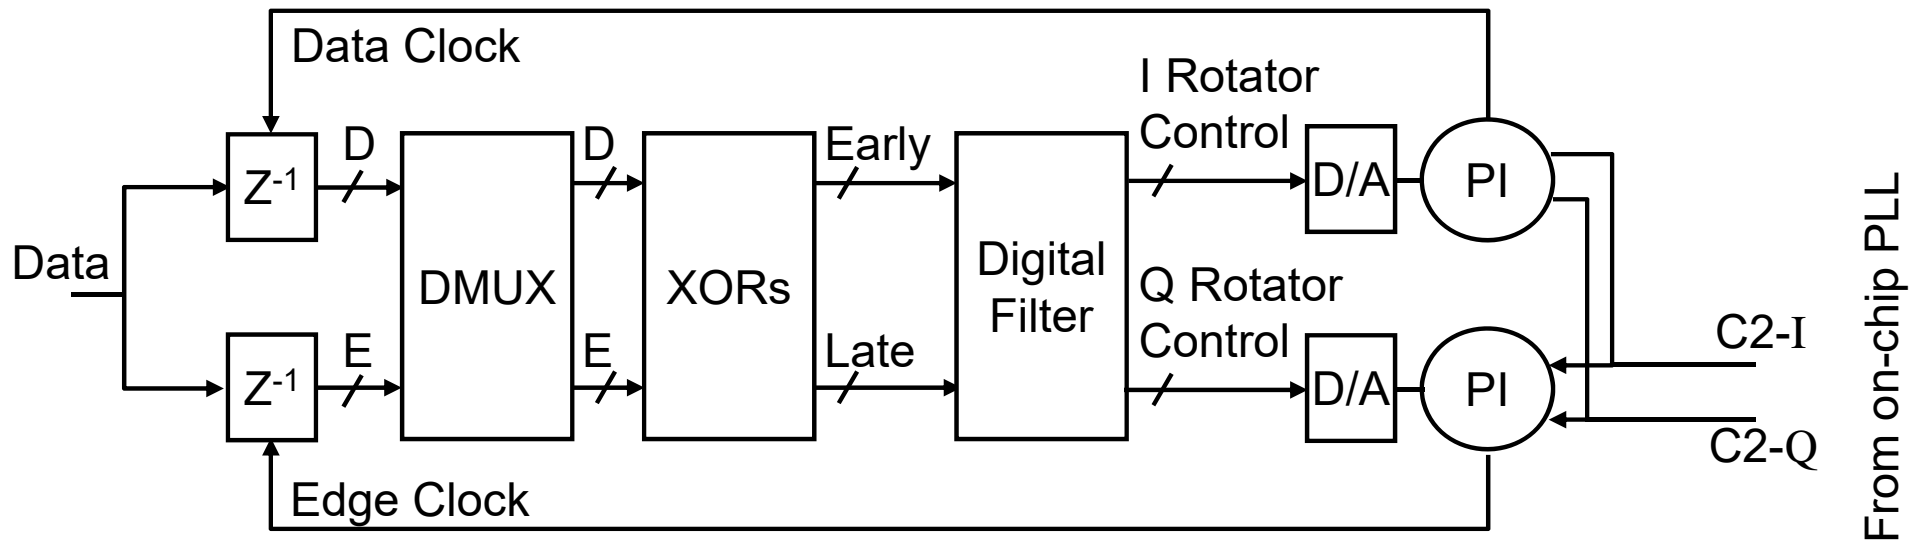 Data Clock
I Rotator
Control
D
D
Early
Z-1
D/A
PI
Data
DMUX
XORs
Digital
Filter
Q Rotator
Control
E
E
Late
Z-1
D/A
PI
C2-I
C2-Q
Edge Clock
From on-chip PLL